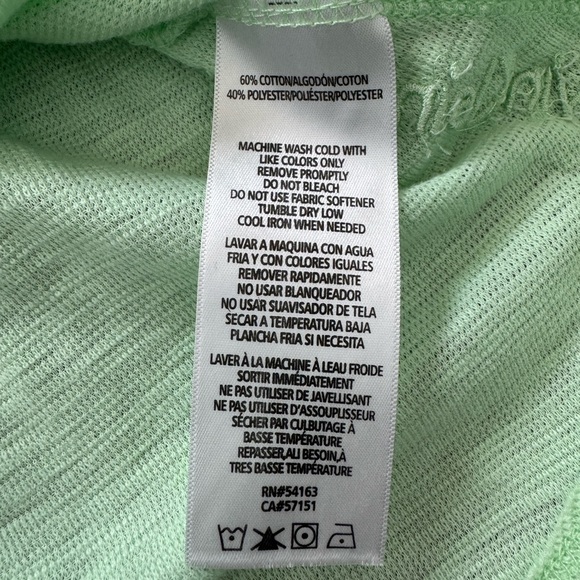 60% COTTON/ALGODÓN/COTON
40% POLYESTER/POLIÉSTER/POLYESTER
MACHINE WASH COLD WITH
LIKE COLORS ONLY
REMOVE PROMPTLY
DO NOT BLEACH
DO NOT USE FABRIC SOFTENER
TUMBLE DRY LOW
COOL IRON WHEN NEEDED
LAVAR A MAQUINA CON AGUA
FRIA Y CON COLORES IGUALES
REMOVER RAPIDAMENTE
NO USAR BLANQUEADOR
NO USAR SUAVISADOR DE TELA
SECAR A TEMPERATURA BAJA
PLANCHA FRIA SI NECESITA
LAVER À LA MACHINE À LEAU FROIDE
SORTIR IMMÉDIATEMENT
NE PAS UTILISER DE JAVELLISANT
NE PAS UTILISER D'ASSOUPLISSEUR
SÉCHER PAR CULBUTAGE À
BASSE TEMPÉRATURE
REPASSER,ALI BESOIN,À
TRES BASSE TEMPÉRATURE
RN#54163
CA#57151